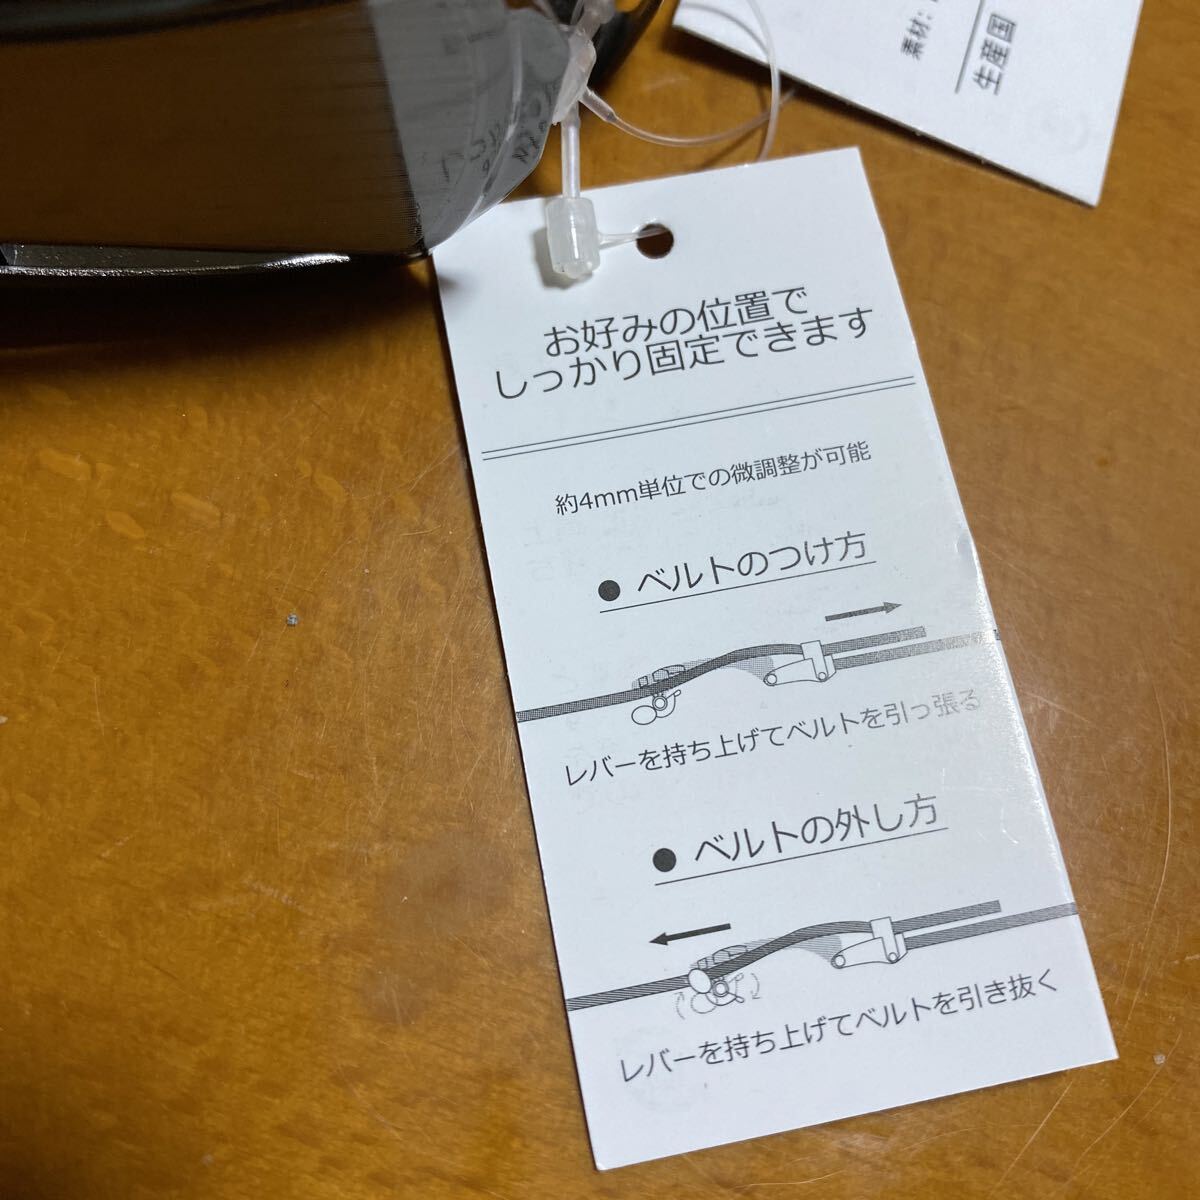 素材:
生産国
お好みの位置で
しっかり固定できます
約4mm単位での微調整が可能
● ベルトのつけ方
レバーを持ち上げてベルトを引っ張る
● ベルトの外し方
レバーを持ち上げてベルトを引き抜く